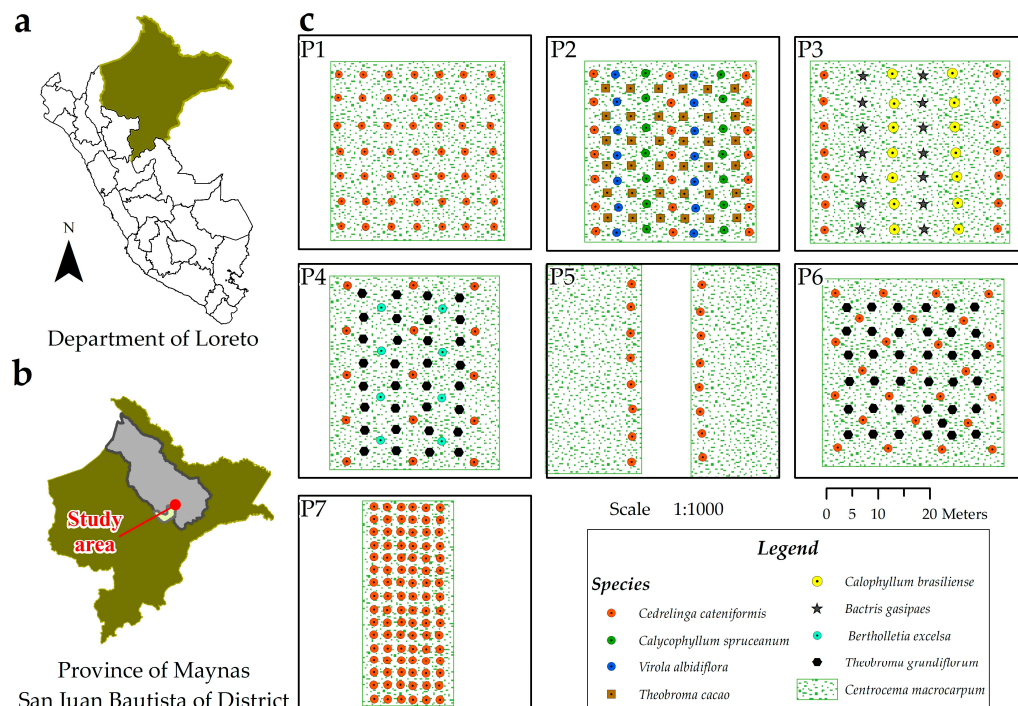 a
N
Department of Loreto
b
Study
area
Province of Maynas
San Juan Bautista of District
c
P1
P2
P3
P4
P5
P6
P7
Scale 1:1000
0 5 10 20 Meters
Legend
Species
Cedrelinga cateniformis
Calycophyllum spruceanum
Virola albidiflora
Theobroma cacao
Calophyllum brasiliense
Bactris gasipaes
Bertholletia excelsa
Theobroma grundiflorum
Centrocema macrocarpum